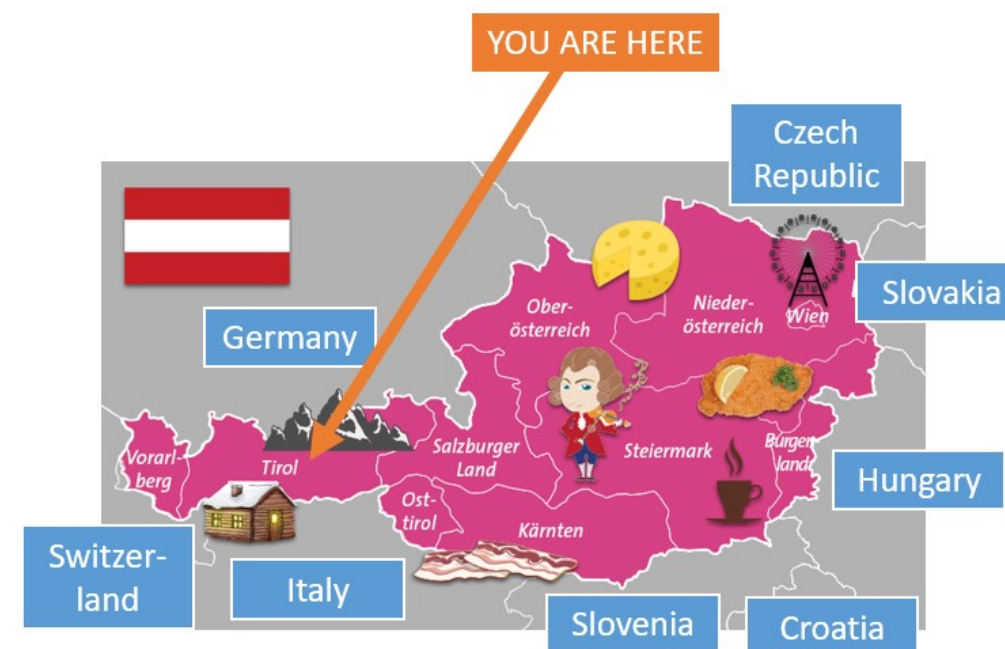 YOU ARE HERE
Czech
Republic
Slovakia
Germany
Ober-
österreich
Nieder-
österreich
Wien
Vorarl-
berg
Tirol
Salzburger
Land
Steiermark
Burgen-
land
Hungary
Ost-
tirol
Kärnten
Switzer-
land
Italy
Slovenia
Croatia